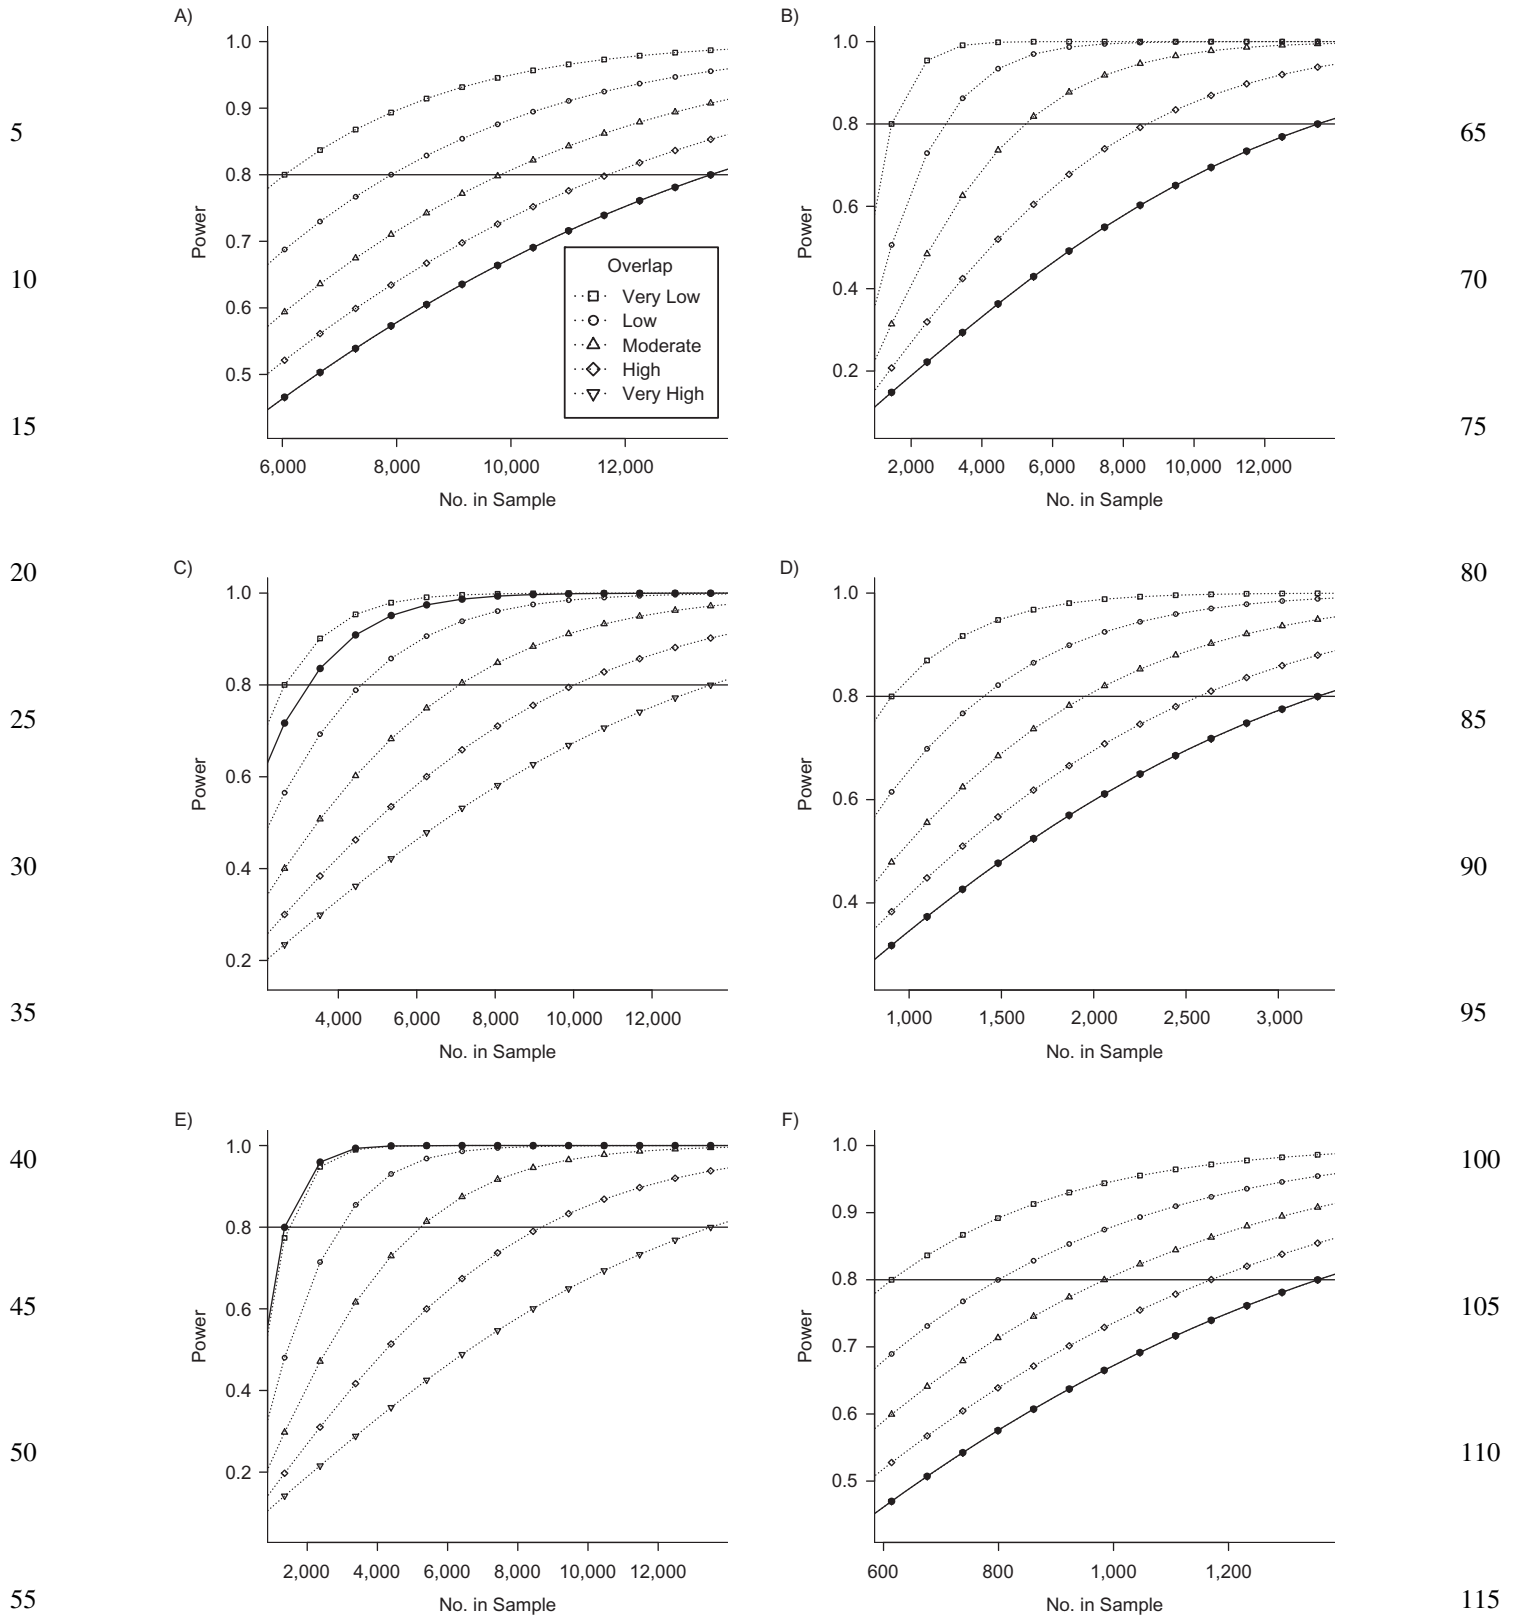 A)
1.0
0.9
0.8
0.7
0.6
0.5
Power
6,000 8,000 10,000 12,000
No. in Sample
Overlap
Very Low
Low
Moderate
High
Very High
B)
1.0
0.8
0.6
0.4
0.2
Power
2,000 4,000 6,000 8,000 10,000 12,000
No. in Sample
C)
1.0
0.8
0.6
0.4
0.2
Power
4,000 6,000 8,000 10,000 12,000
No. in Sample
D)
1.0
0.8
0.6
0.4
Power
1,000 1,500 2,000 2,500 3,000
No. in Sample
E)
1.0
0.8
0.6
0.4
0.2
Power
2,000 4,000 6,000 8,000 10,000 12,000
No. in Sample
F)
1.0
0.9
0.8
0.7
0.6
0.5
Power
600 800 1,000 1,200
No. in Sample
5
10
15
20
25
30
35
40
45
50
55
65
70
75
80
85
90
95
100
105
110
115